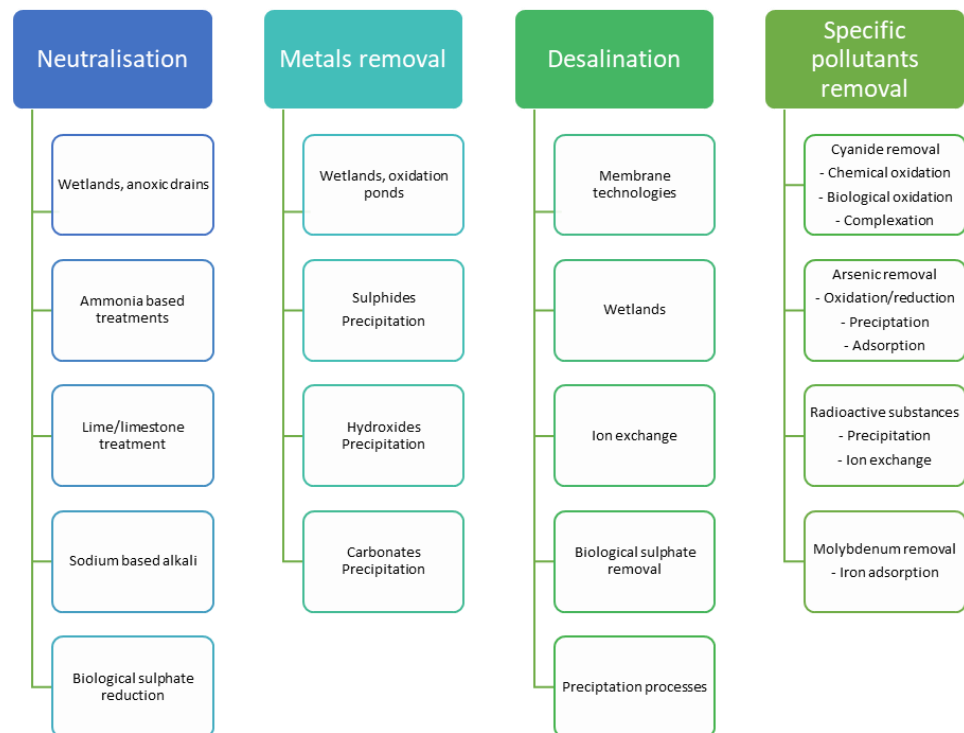 Neutralisation
Wetlands, anoxic drains
Ammonia based
treatments
Lime/limestone
treatment
Sodium based alkali
Biological sulphate
reduction
Metals removal
Wetlands, oxidation
ponds
Sulphides
Precipitation
Hydroxides
Precipitation
Carbonates
Precipitation
Desalination
Membrane
technologies
Wetlands
Ion exchange
Biological sulphate
removal
Preciptation processes
Specific
pollutants
removal
Cyanide removal
- Chemical oxidation
- Biological oxidation
- Complexation
Arsenic removal
- Oxidation/reduction
- Preciptation
- Adsorption
Radioactive substances
- Precipitation
- Ion exchange
Molybdenum removal
- Iron adsorption